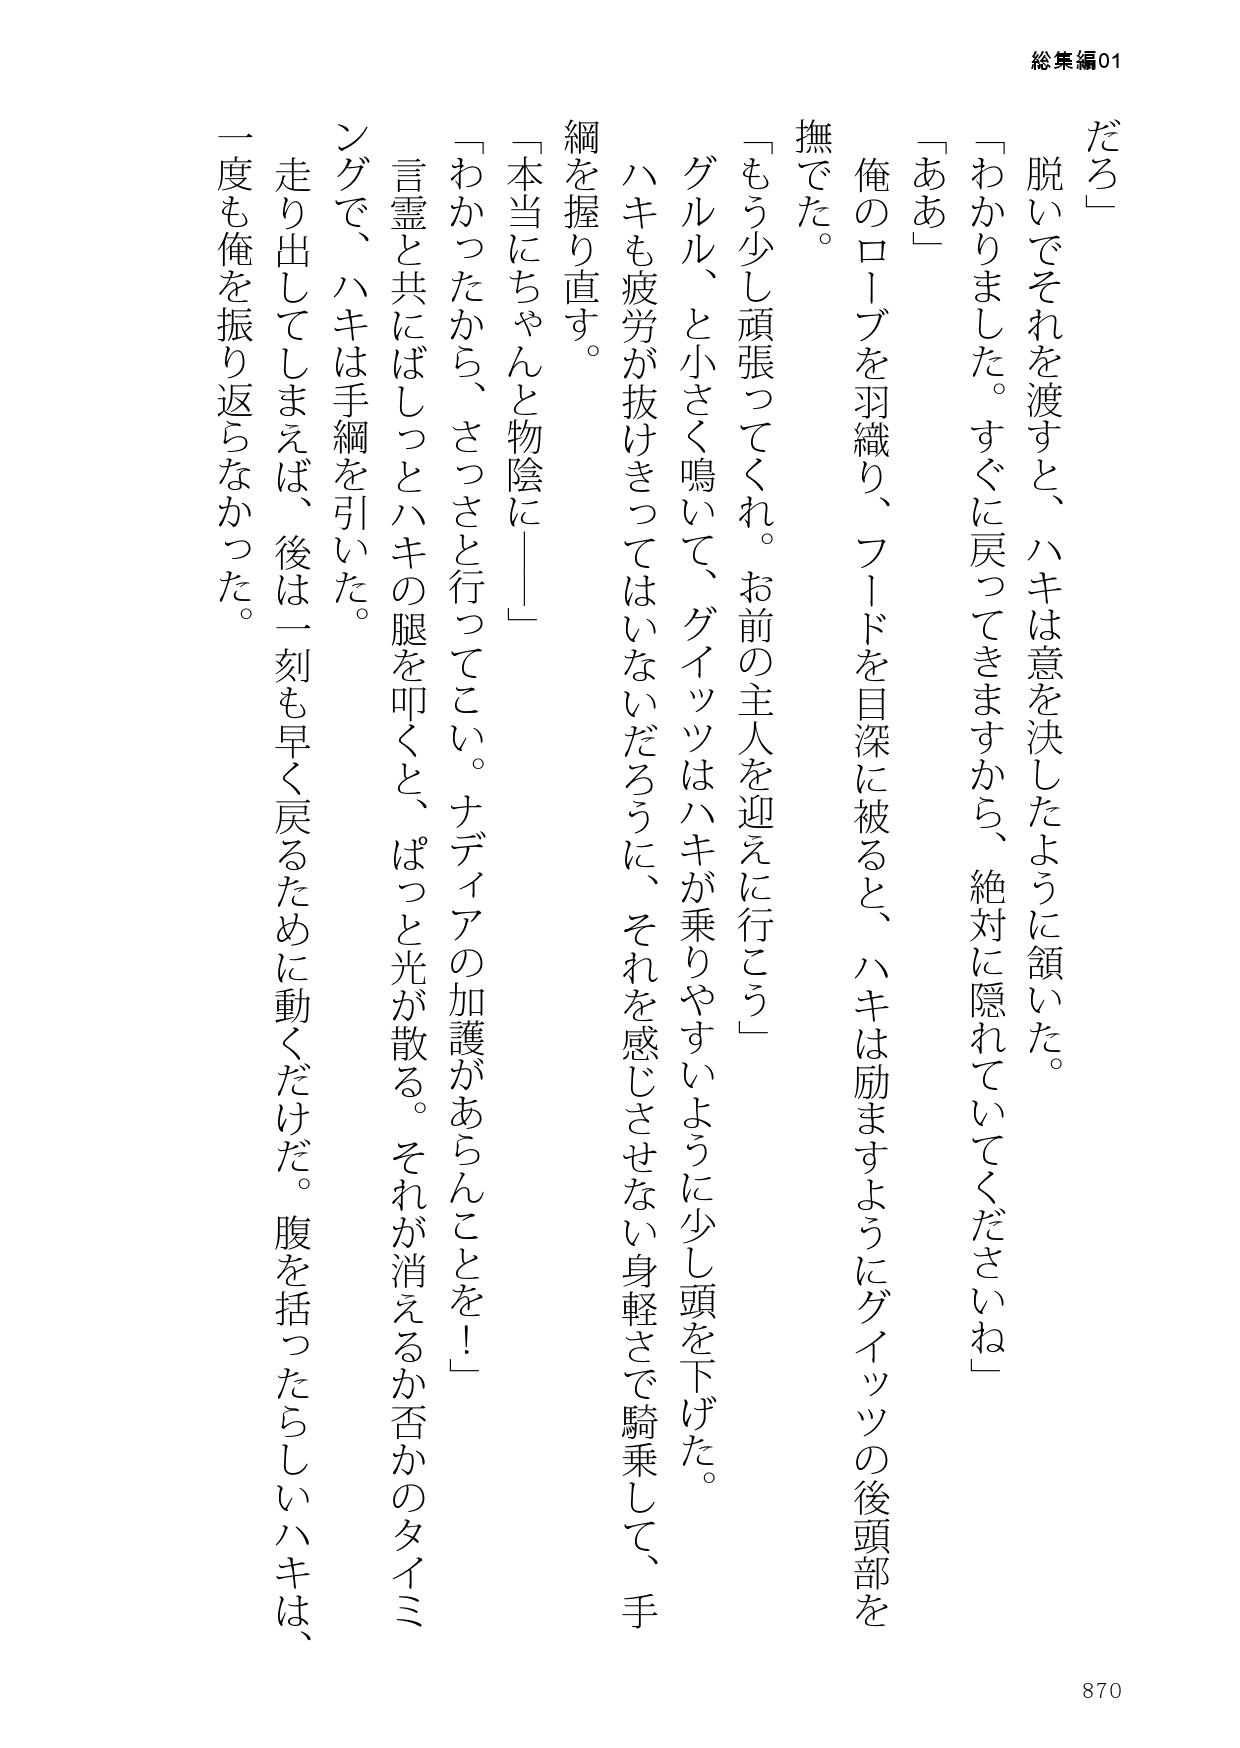 総集編01
だろ」
　脱いでそれを渡すと、ハキは意を決したように頷いた。
「わかりました。すぐに戻ってきますから、絶対に隠れていてくださいね」
「ああ」
　俺のローブを羽織り、フードを目深に被ると、ハキは励ますようにグイッツの後頭部を
撫でた。
「もう少し頑張ってくれ。お前の主人を迎えに行こう」
　グルル、と小さく鳴いて、グイッツはハキが乗りやすいように少し頭を下げた。
　ハキも疲労が抜けきってはいないだろうに、それを感じさせない身軽さで騎乗して、手
綱を握り直す。
「本当にちゃんと物陰に――」
「わかったから、さっさと行ってこい。ナディアの加護があらんことを！」
　言霊と共にばしっとハキの腿を叩くと、ぱっと光が散る。それが消えるか否かのタイミ
ングで、ハキは手綱を引いた。
　走り出してしまえば、後は一刻も早く戻るために動くだけだ。腹を括ったらしいハキは、
一度も俺を振り返らなかった。
870